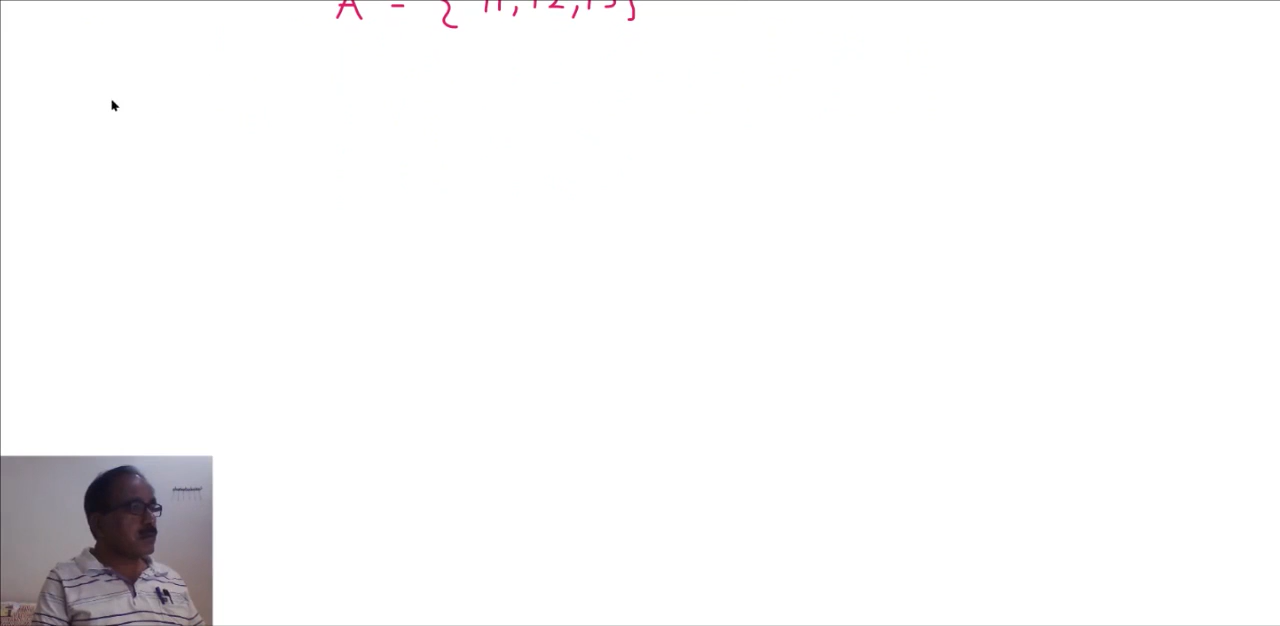 A = { 11, 12, 13 }